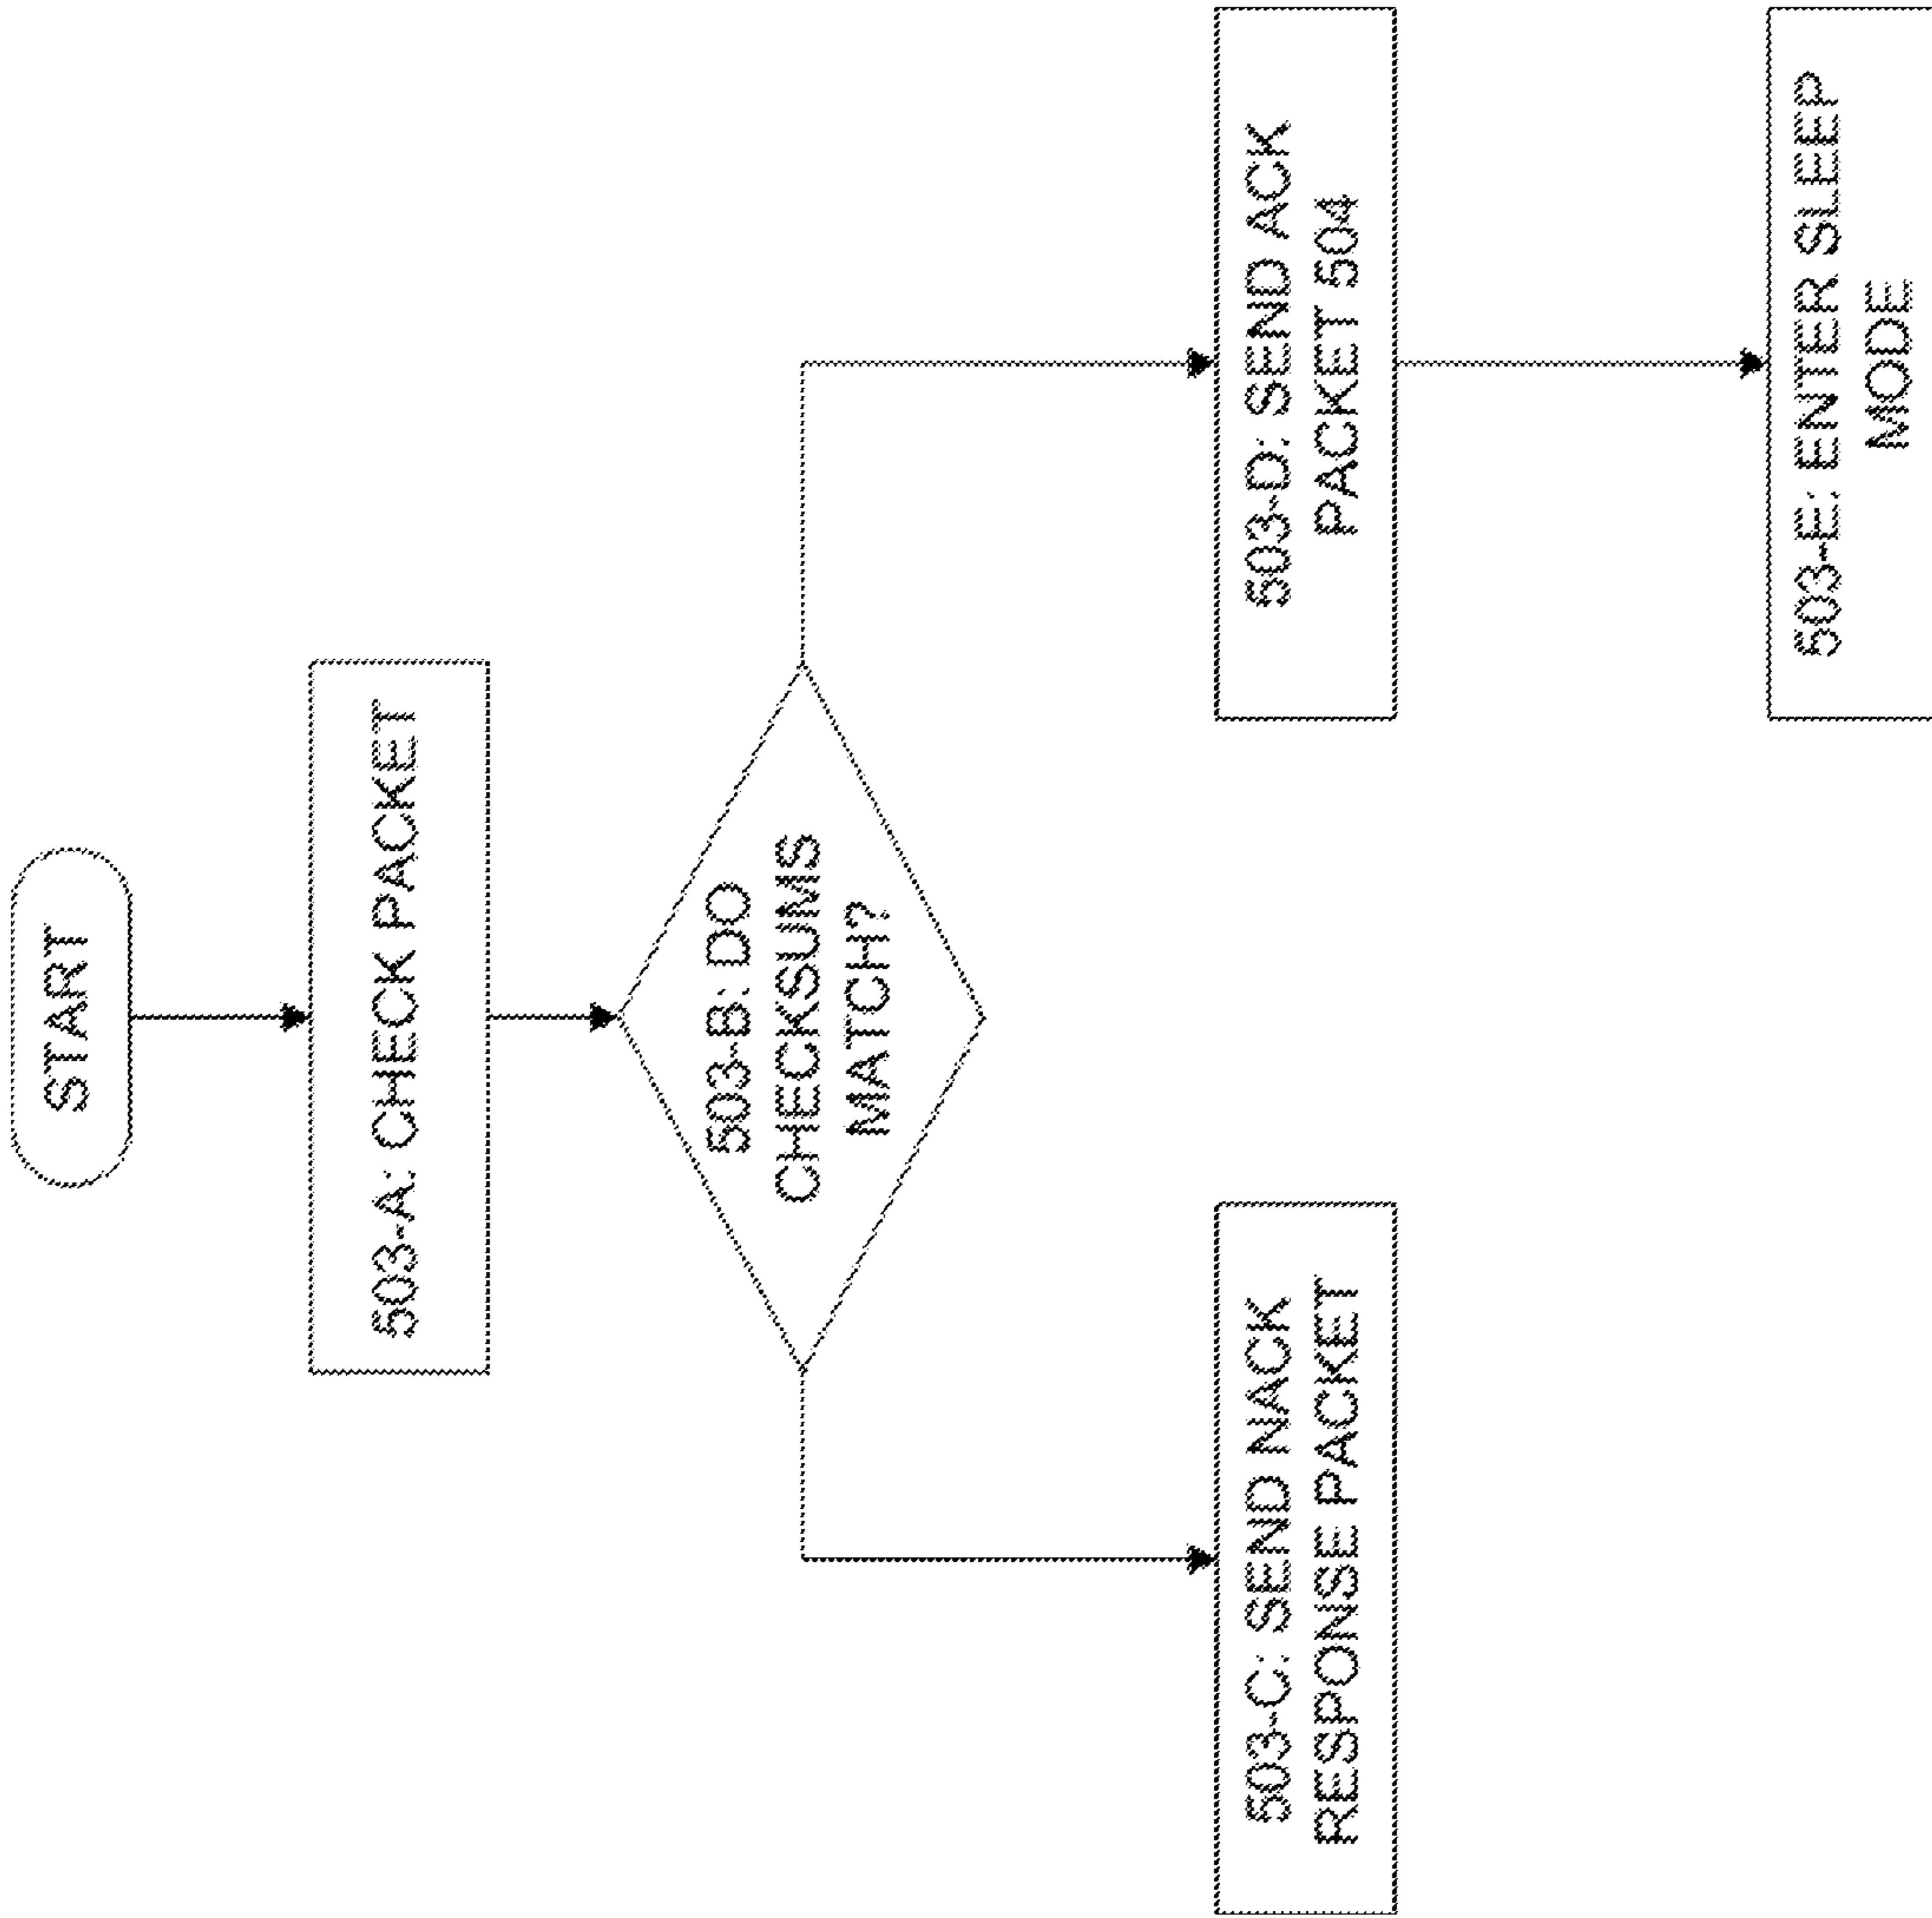 START
503-A: CHECK PACKET
503-B: DO
CHECKSUMS
MATCH?
503-C: SEND NACK
RESPONSE PACKET
503-D: SEND ACK
PACKET 504
503-E: ENTER SLEEP
MODE